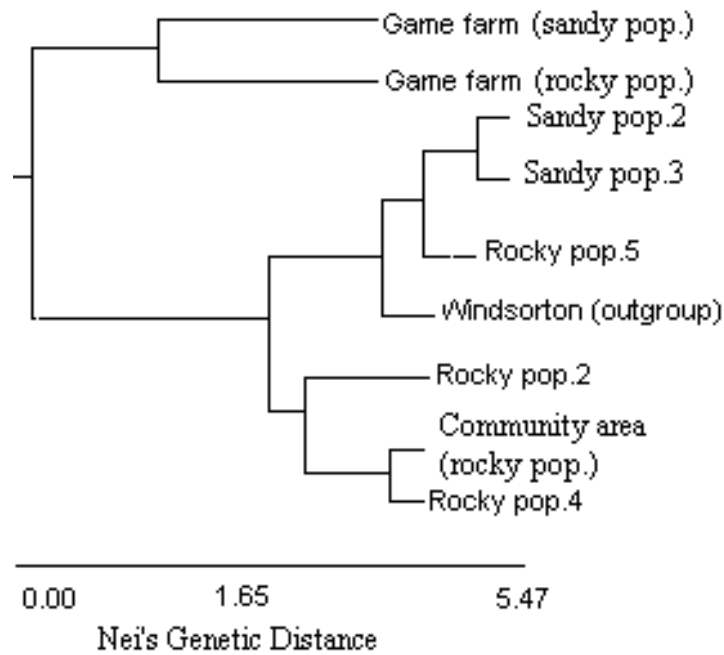 Game farm (sandy pop.)
Game farm (rocky pop.)
Sandy pop.2
Sandy pop.3
Rocky pop.5
Windsorton (outgroup)
Rocky pop.2
Community area
(rocky pop.)
Rocky pop.4
0.00 1.65 5.47
Nei's Genetic Distance